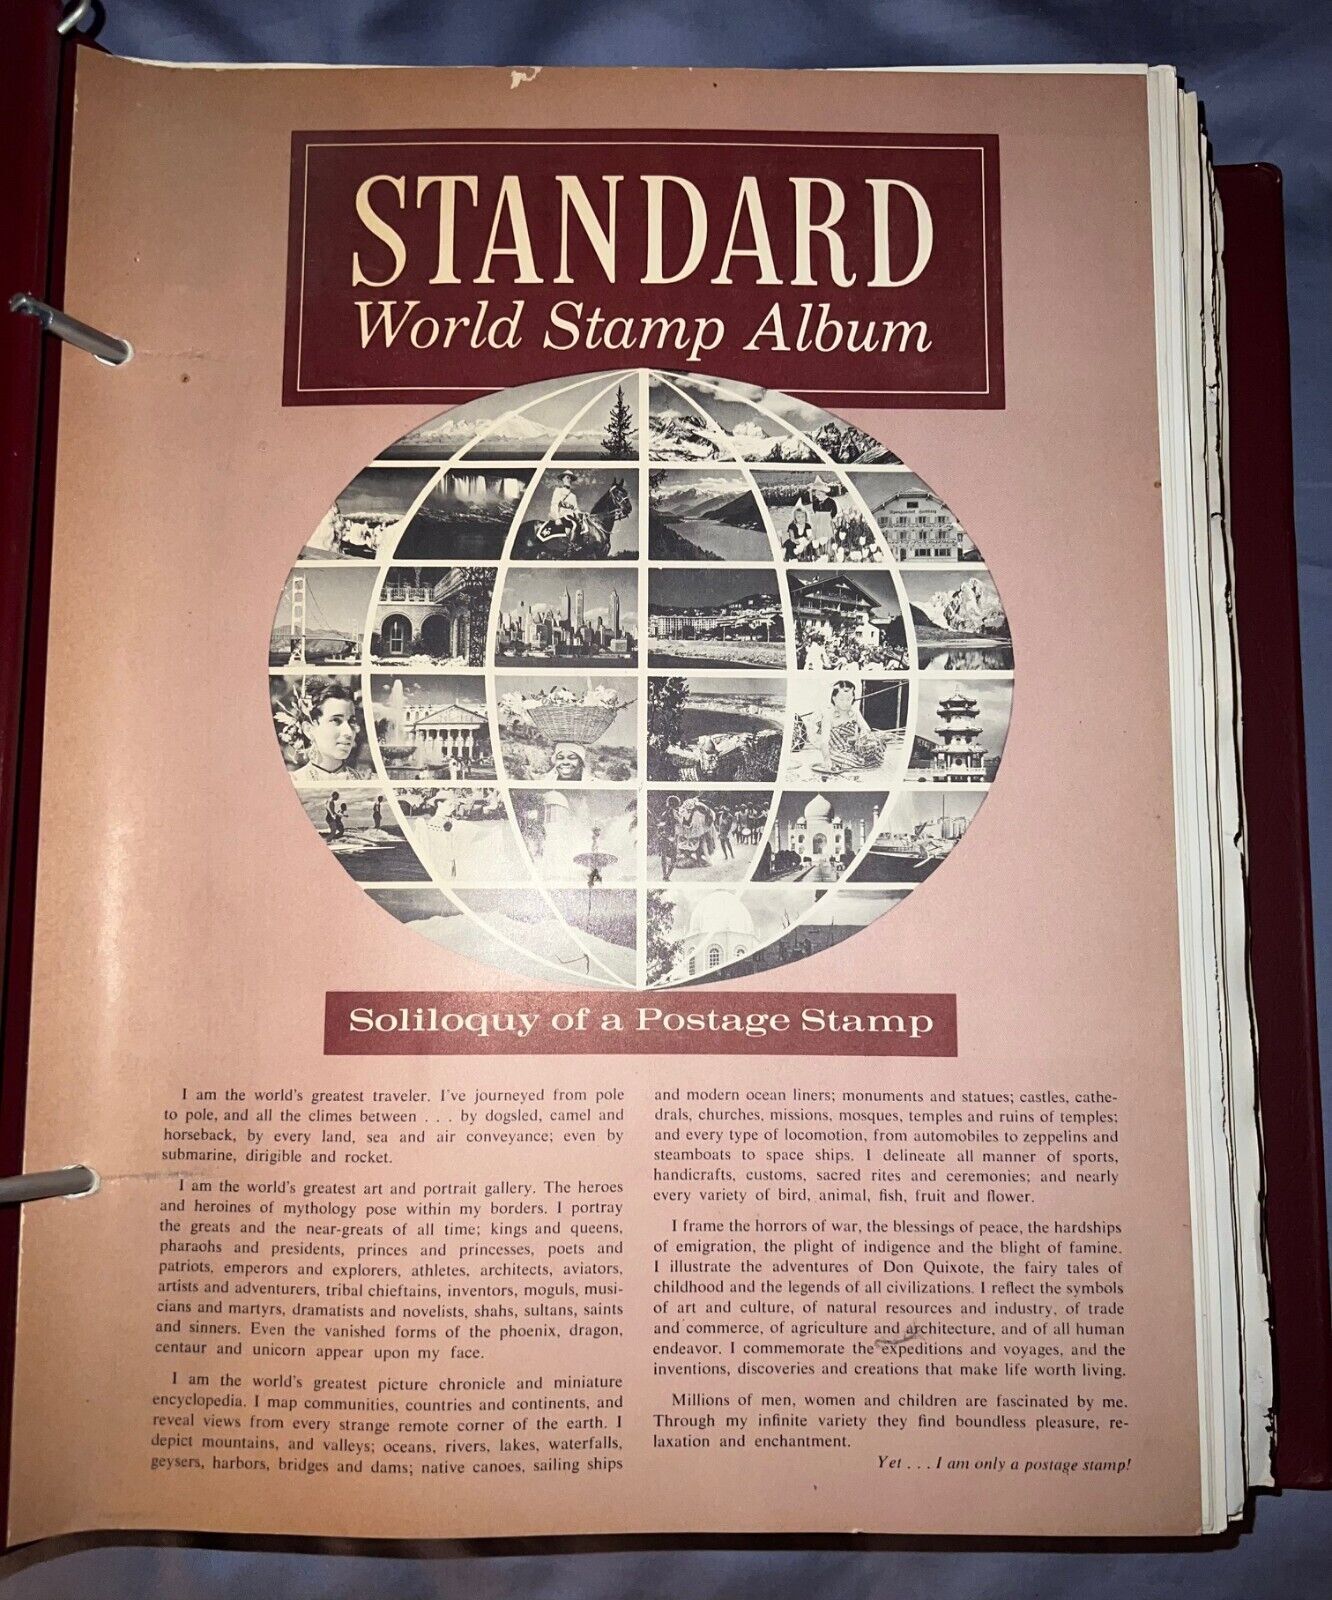 STANDARD
World Stamp Album
Soliloquy of a Postage Stamp
I am the world's greatest traveler. I've journeyed from pole
to pole, and all the climes between . . . by dogsled, camel and
horseback, by every land, sea and air conveyance; even by
submarine, dirigible and rocket.
I am the world's greatest art and portrait gallery. The heroes
and heroines of mythology pose within my borders. I portray
the greats and the near-greats of all time; kings and queens,
pharaohs and presidents, princes and princesses, poets and
patriots, emperors and explorers, athletes, architects, aviators,
artists and adventurers, tribal chieftains, inventors, moguls, musi-
cians and martyrs, dramatists and novelists, shahs, sultans, saints
and sinners. Even the vanished forms of the phoenix, dragon,
centaur and unicorn appear upon my face.
I am the world's greatest picture chronicle and miniature
encyclopedia. I map communities, countries and continents, and
reveal views from every strange remote corner of the earth. I
depict mountains, and valleys; oceans, rivers, lakes, waterfalls,
geysers, harbors, bridges and dams; native canoes, sailing ships
and modern ocean liners; monuments and statues; castles, cathe-
drals, churches, missions, mosques, temples and ruins of temples;
and every type of locomotion, from automobiles to zeppelins and
steamboats to space ships. I delineate all manner of sports,
handicrafts, customs, sacred rites and ceremonies; and nearly
every variety of bird, animal, fish, fruit and flower.
I frame the horrors of war, the blessings of peace, the hardships
of emigration, the plight of indigence and the blight of famine.
I illustrate the adventures of Don Quixote, the fairy tales of
childhood and the legends of all civilizations. I reflect the symbols
of art and culture, of natural resources and industry, of trade
and commerce, of agriculture and architecture, and of all human
endeavor. I commemorate the expeditions and voyages, and the
inventions, discoveries and creations that make life worth living.
Millions of men, women and children are fascinated by me.
Through my infinite variety they find boundless pleasure, re-
laxation and enchantment.
Yet . . . I am only a postage stamp!